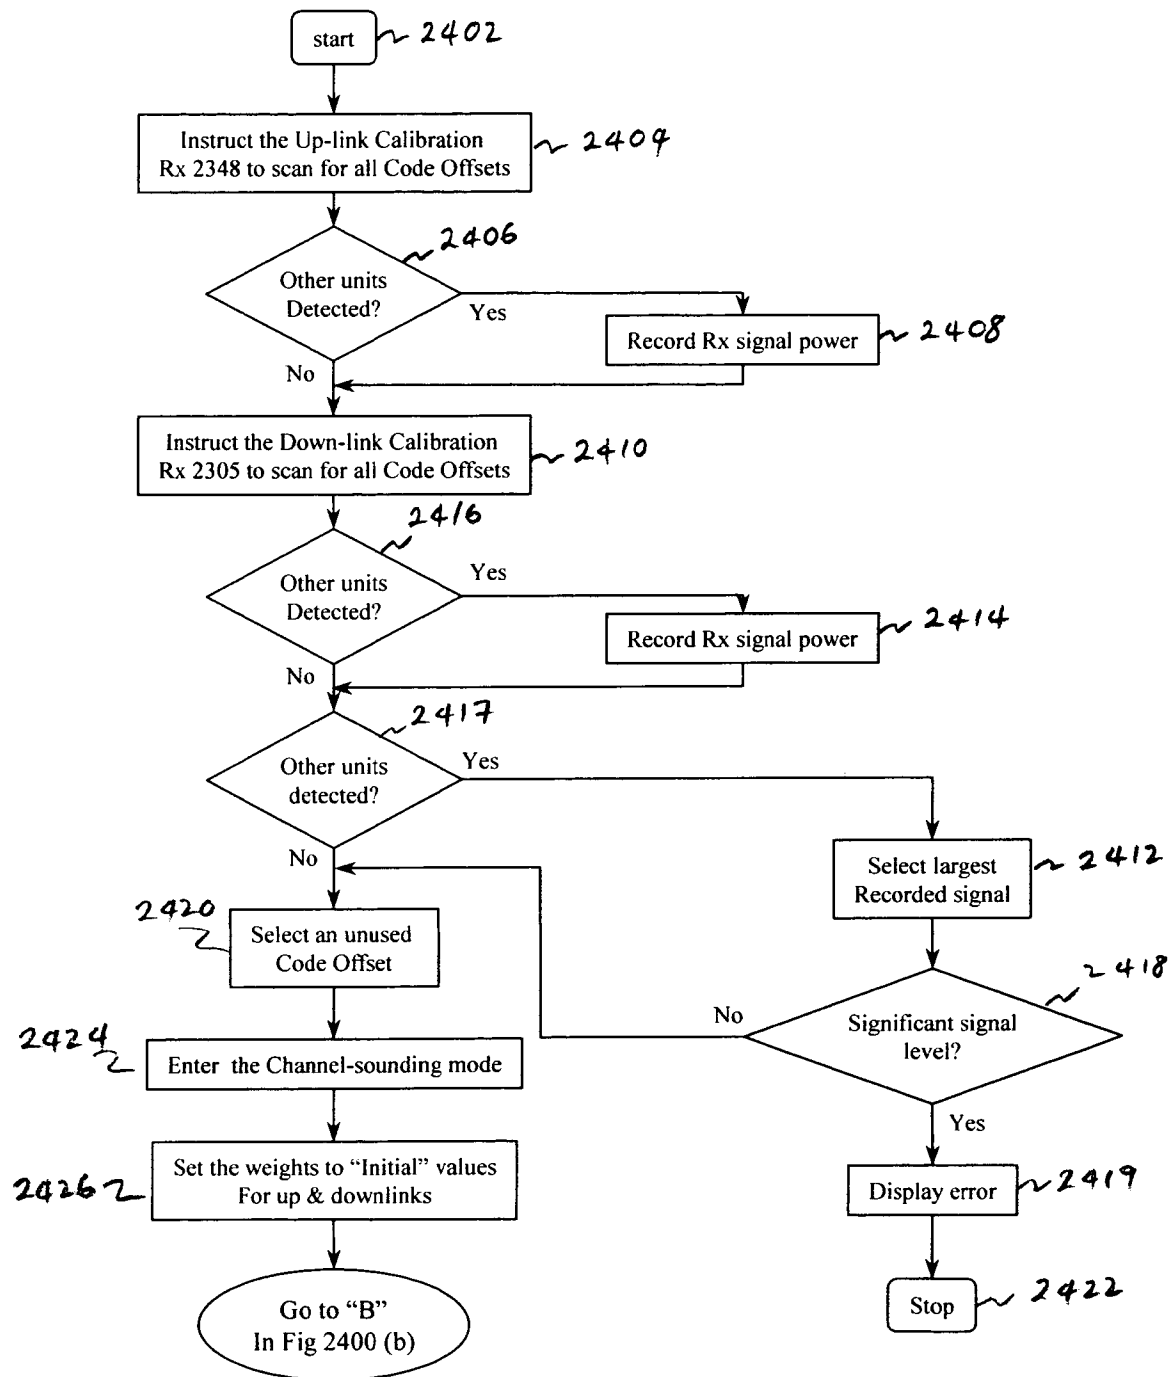 start
2402
Instruct the Up-link Calibration
Rx 2348 to scan for all Code Offsets
2404
2406
Other units
Detected?
Yes
Record Rx signal power
2408
No
Instruct the Down-link Calibration
Rx 2305 to scan for all Code Offsets
2410
2416
Other units
Detected?
Yes
Record Rx signal power
2414
No
2417
Other units
detected?
Yes
No
Select largest
Recorded signal
2412
2420
Select an unused
Code Offset
2418
Significant signal
level?
No
2424
Enter the Channel-sounding mode
Yes
2426
Set the weights to “Initial” values
For up & downlinks
Display error
2419
Go to “B”
In Fig 2400 (b)
Stop
2422